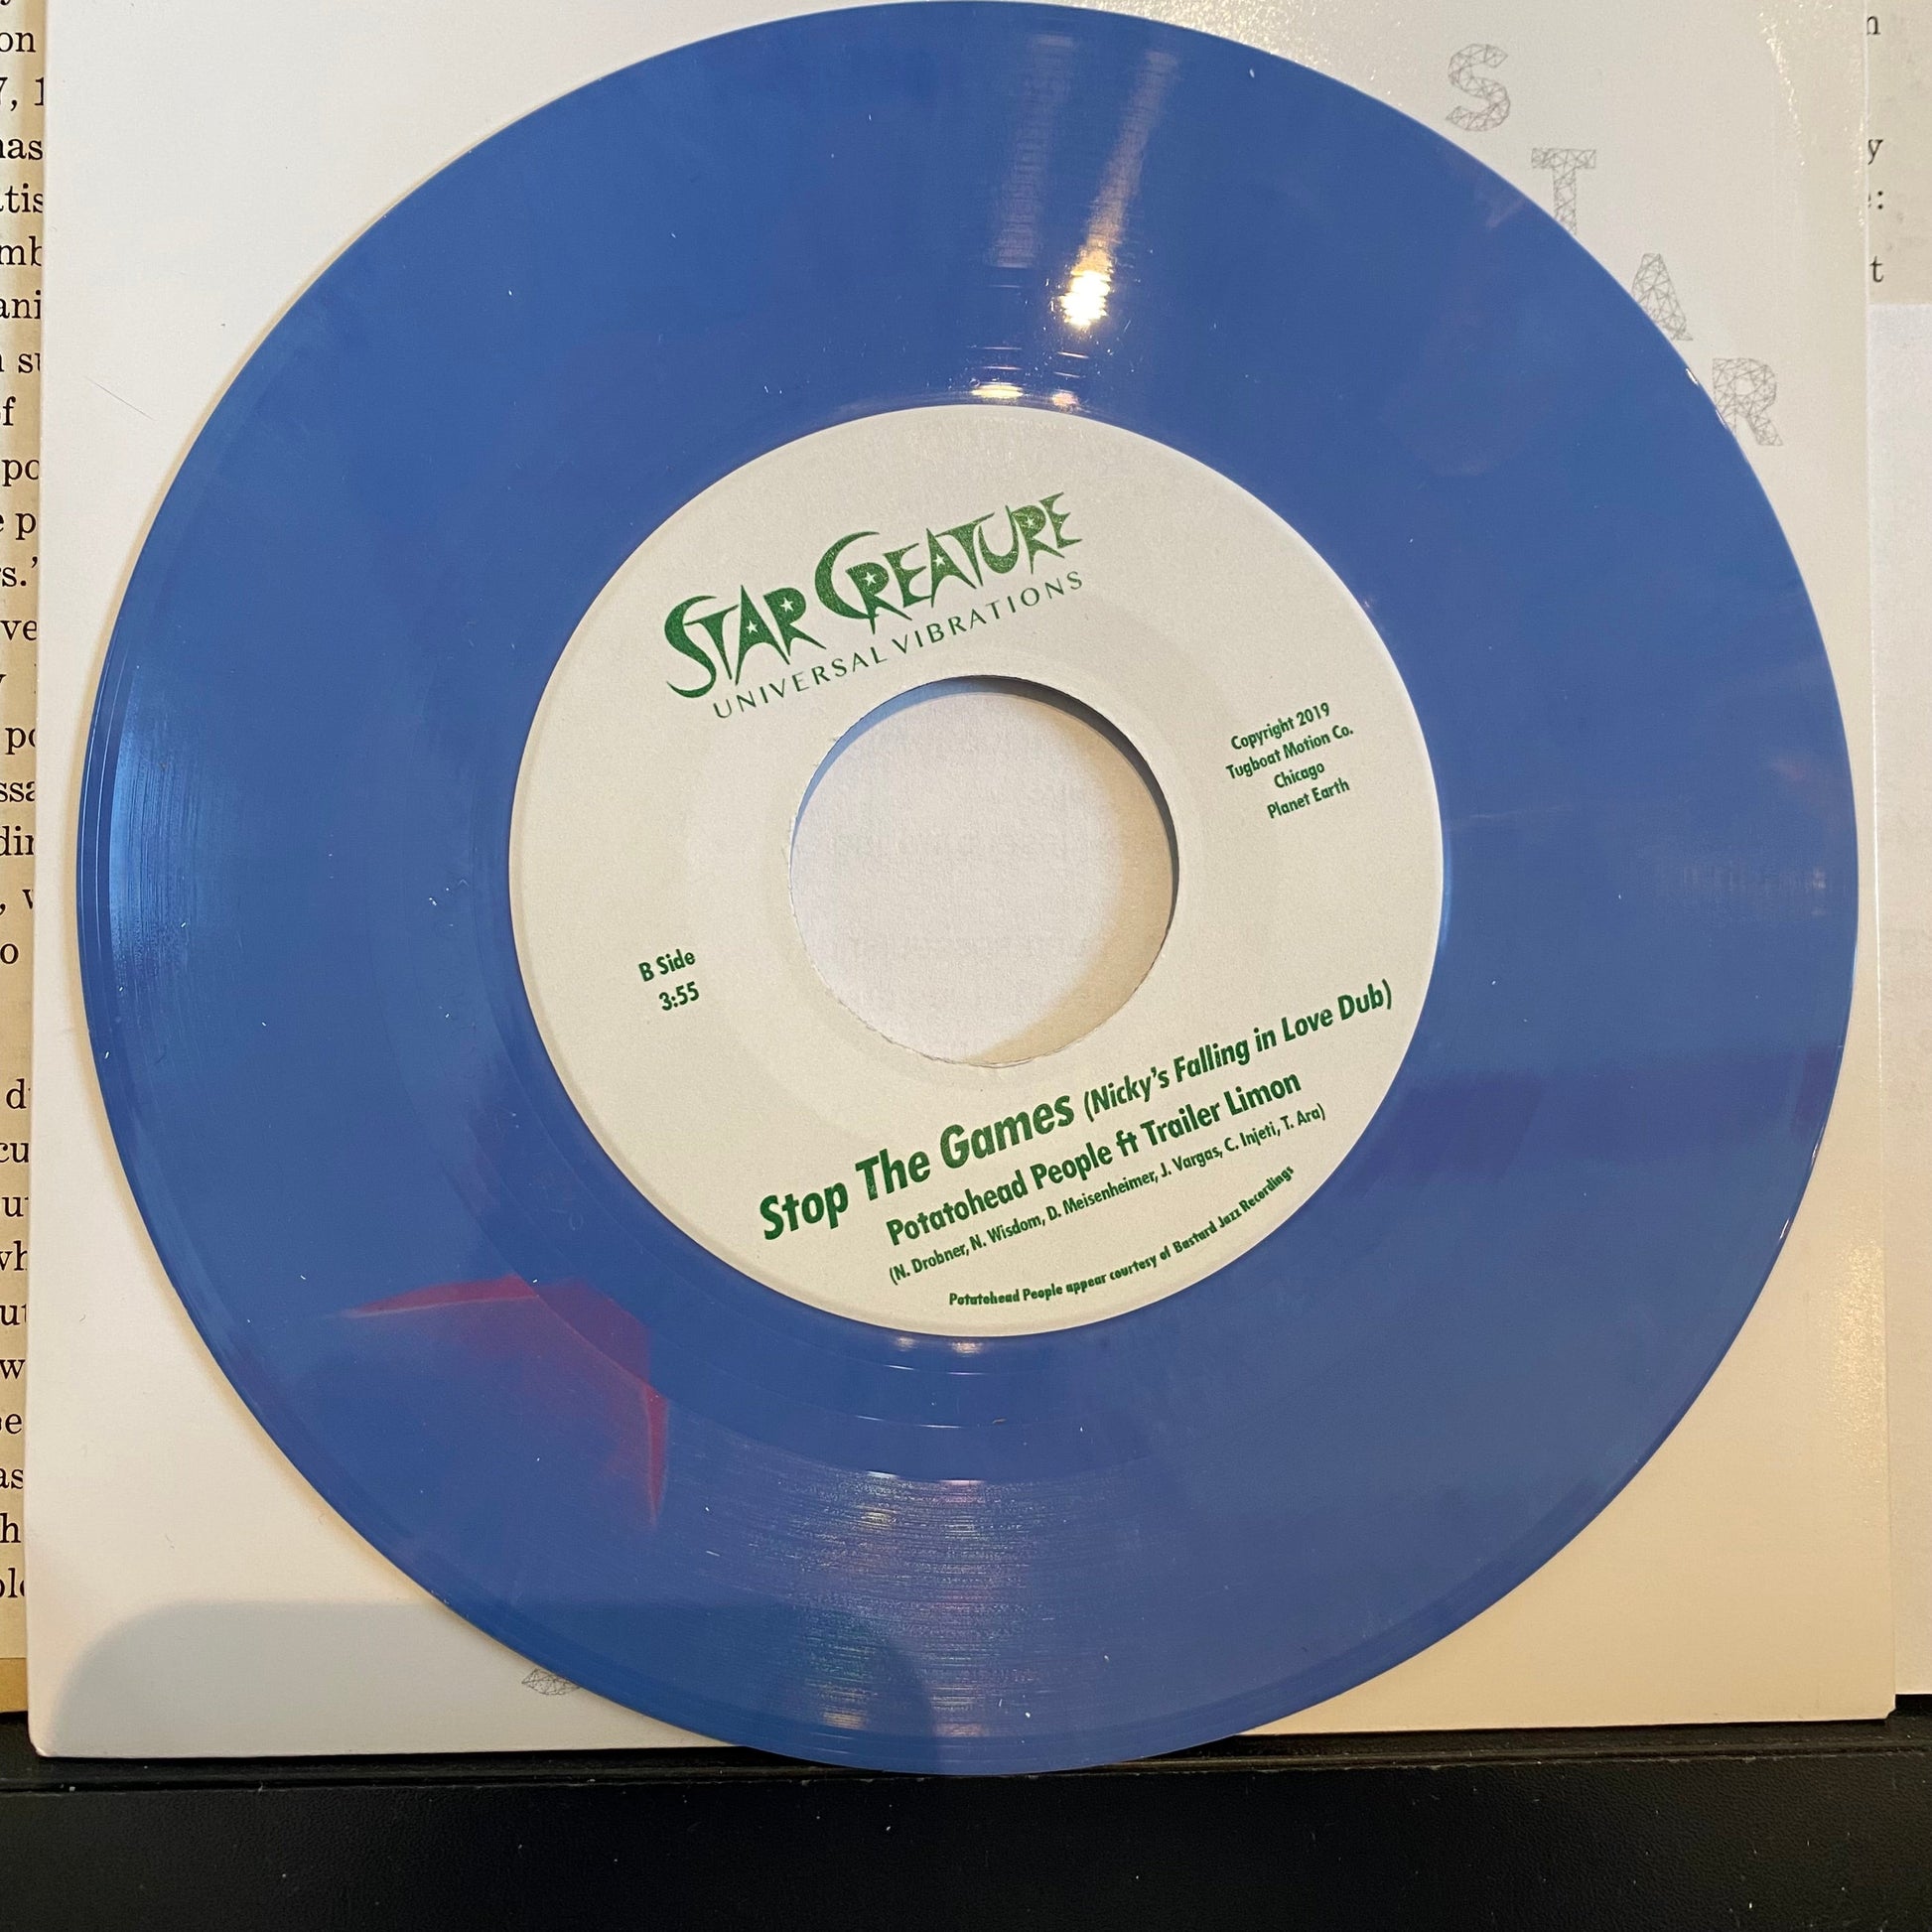 S
T
A
R
STAR CREATURE
UNIVERSAL VIBRATIONS
Copyright 2019
Tugboat Motion Co.
Chicago
Planet Earth
B Side
3:55
Stop The Games (Nicky's Falling in Love Dub)
Potatohead People ft Trailer Limon
(N. Drobner, N. Wisdom, D. Meisenheimer, J. Vargas, C. Injeti, T. Ara)
Potatohead People appear courtesy of Bastard Jazz Recordings